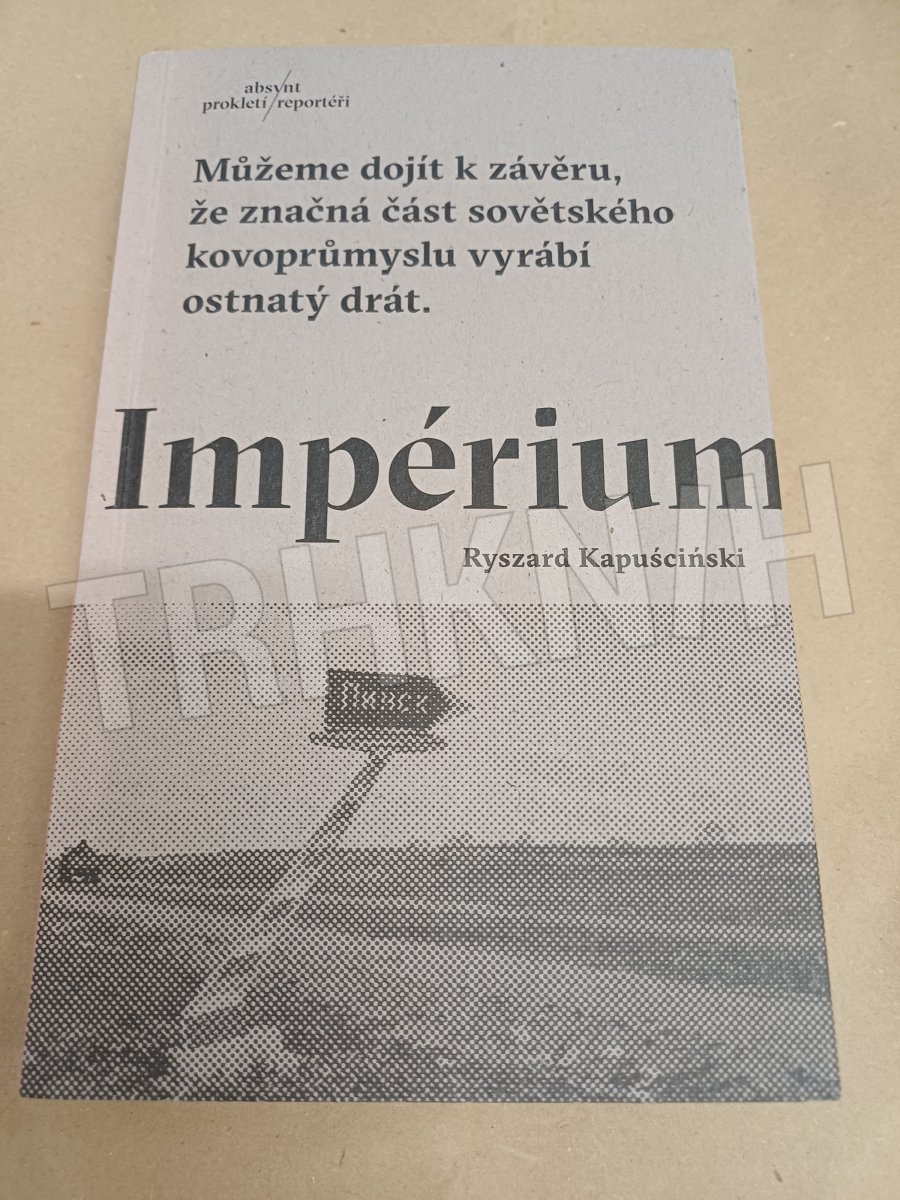 absynt
prokletí reportéři
Můžeme dojít k závěru,
že značná část sovětského
kovoprůmyslu vyrábí
ostnatý drát.
Impérium
Ryszard Kapuściński
TRHKNIH